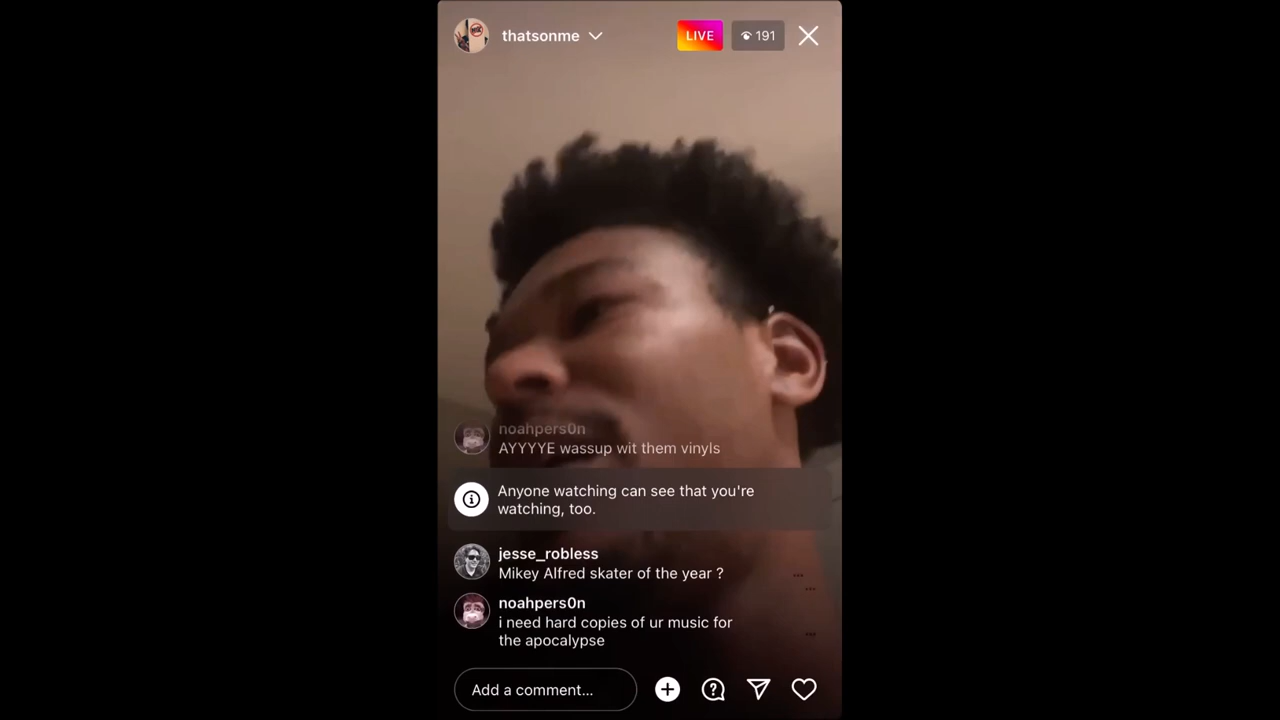 thatsonme
LIVE
191
noahpers0n
AYYYYE wassup wit them vinyls
Anyone watching can see that you're
watching, too.
jesse_robless
Mikey Alfred skater of the year ?
noahpers0n
i need hard copies of ur music for
the apocalypse
Add a comment...